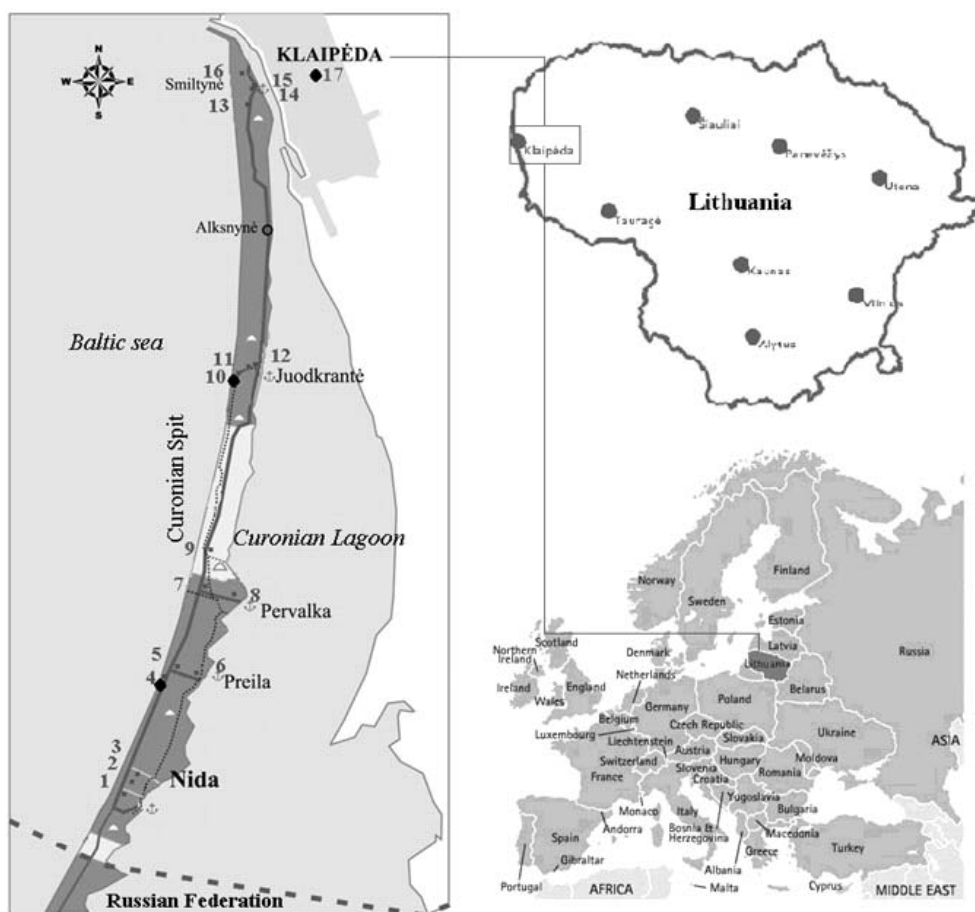 N
W E
S
KLAIPĖDA
16
Smiltynė
15
17
14
13
Alksnynė
Baltic sea
11
12
10
Juodkrantė
Curonian Spit
Curonian Lagoon
9
7
8
Pervalka
5
6
4
Preila
3
2
1
Nida
Russian Federation
Siauliai
Klaipėda
Panevėžys
Utena
Lithuania
Tauragė
Kaunas
Vilnius
Alytus
Norway
Finland
Sweden
Estonia
Russia
Scotland
Northern
Ireland
Denmark
Latvia
Lithuania
Netherlands
Ireland
England
Wales
Belarus
Poland
Germany
Belgium
Luxembourg
Czech Republic
Ukraine
Slovakia
ASIA
Liechtenstein
Austria
Moldova
Hungary
Switzerland
Slovenia
Romania
France
Croatia
Yugoslavia
Monaco
Italy
Bulgaria
Andorra
Bosnia &
Herzegovina
Macedonia
Spain
Greece
Turkey
Gibraltar
Albania
Portugal
AFRICA
Malta
Cyprus
MIDDLE EAST